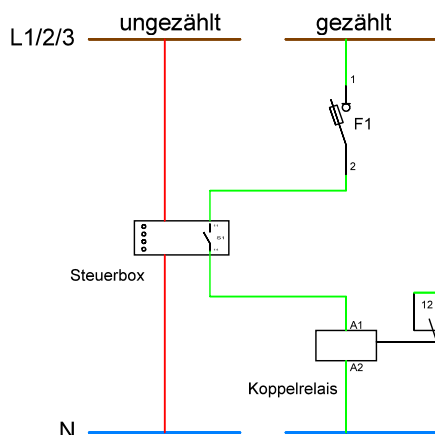 ungezählt gezählt
L1/2/3
1
F1
2
Steuerbox
12
A1
A2
Koppelrelais
N